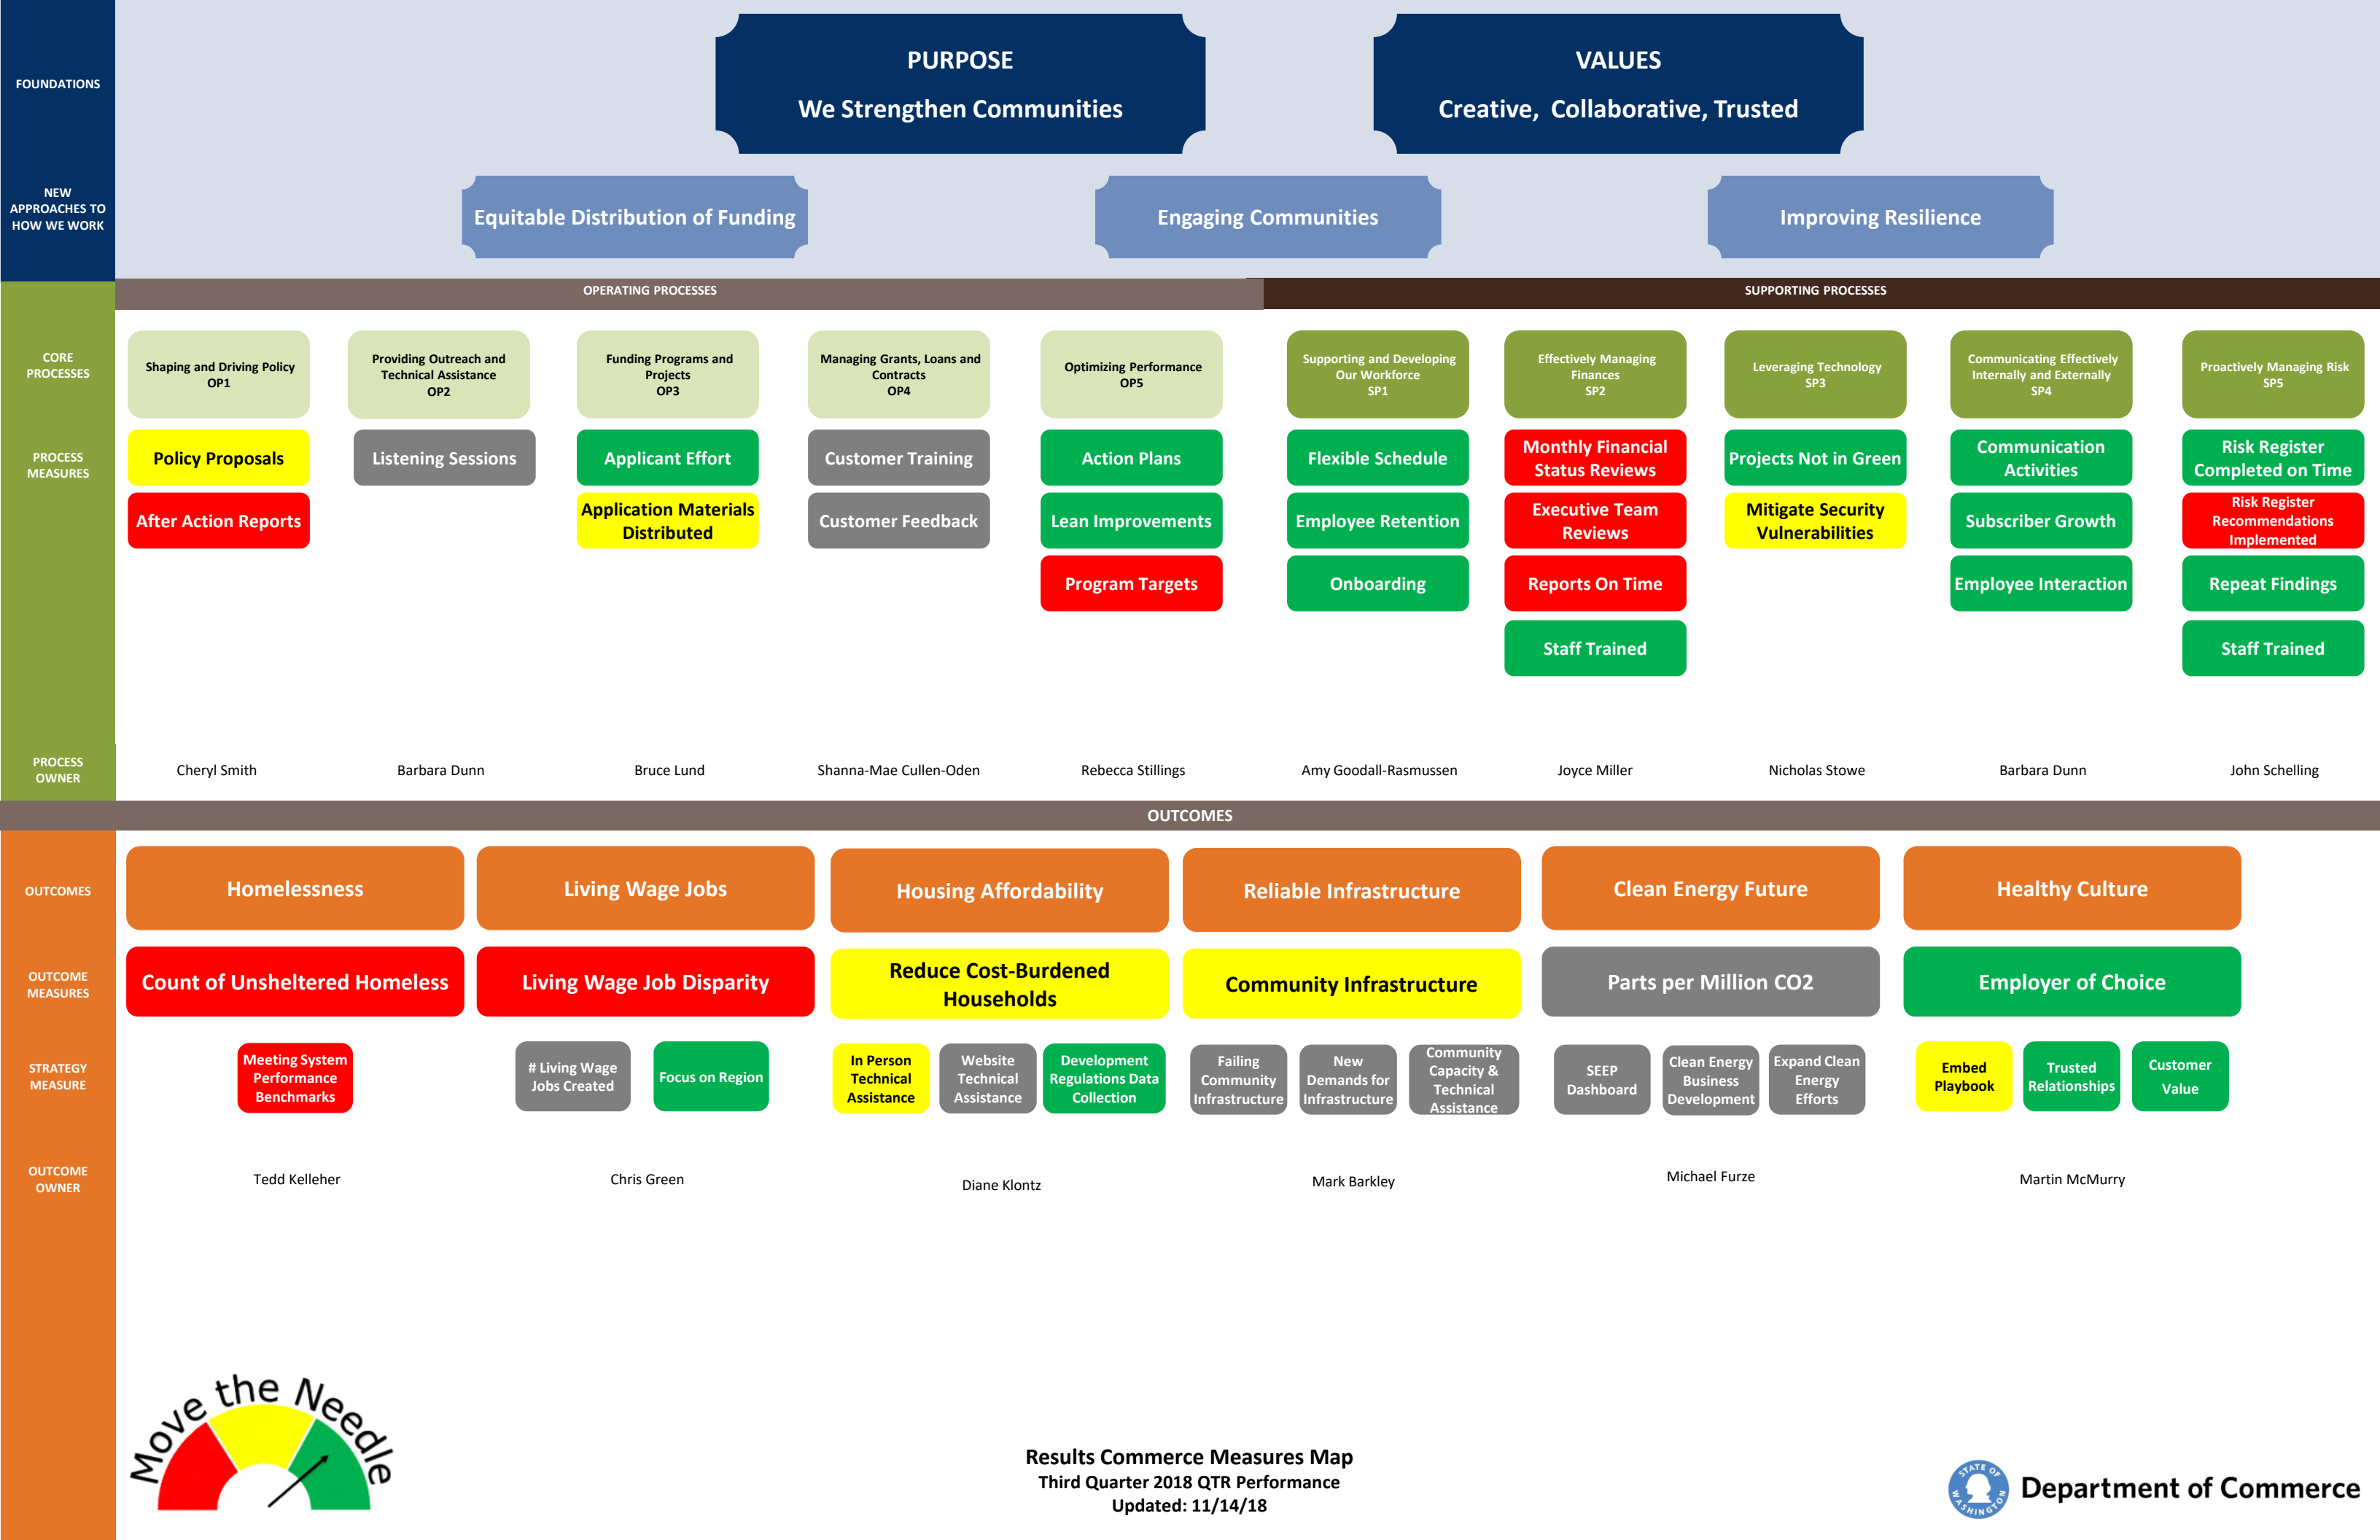 FOUNDATIONS
PURPOSE
We Strengthen Communities
VALUES
Creative, Collaborative, Trusted
NEW
APPROACHES TO
HOW WE WORK
Equitable Distribution of Funding
Engaging Communities
Improving Resilience
OPERATING PROCESSES
SUPPORTING PROCESSES
CORE
PROCESSES
Shaping and Driving Policy
OP1
Providing Outreach and
Technical Assistance
OP2
Funding Programs and
Projects
OP3
Managing Grants, Loans and
Contracts
OP4
Optimizing Performance
OP5
Supporting and Developing
Our Workforce
SP1
Effectively Managing
Finances
SP2
Leveraging Technology
SP3
Communicating Effectively
Internally and Externally
SP4
Proactively Managing Risk
SP5
PROCESS
MEASURES
Policy Proposals
After Action Reports
Listening Sessions
Applicant Effort
Application Materials
Distributed
Customer Training
Customer Feedback
Action Plans
Lean Improvements
Program Targets
Flexible Schedule
Employee Retention
Onboarding
Monthly Financial
Status Reviews
Executive Team
Reviews
Reports On Time
Staff Trained
Projects Not in Green
Mitigate Security
Vulnerabilities
Communication
Activities
Subscriber Growth
Employee Interaction
Risk Register
Completed on Time
Risk Register
Recommendations
Implemented
Repeat Findings
Staff Trained
PROCESS
OWNER
Cheryl Smith
Barbara Dunn
Bruce Lund
Shanna-Mae Cullen-Oden
Rebecca Stillings
Amy Goodall-Rasmussen
Joyce Miller
Nicholas Stowe
Barbara Dunn
John Schelling
OUTCOMES
OUTCOMES
Homelessness
Living Wage Jobs
Housing Affordability
Reliable Infrastructure
Clean Energy Future
Healthy Culture
OUTCOME
MEASURES
Count of Unsheltered Homeless
Living Wage Job Disparity
Reduce Cost-Burdened
Households
Community Infrastructure
Parts per Million CO2
Employer of Choice
STRATEGY
MEASURE
Meeting System
Performance
Benchmarks
# Living Wage
Jobs Created
Focus on Region
In Person
Technical
Assistance
Website
Technical
Assistance
Development
Regulations Data
Collection
Failing
Community
Infrastructure
New
Demands for
Infrastructure
Community
Capacity &
Technical
Assistance
SEEP
Dashboard
Clean Energy
Business
Development
Expand Clean
Energy
Efforts
Embed
Playbook
Trusted
Relationships
Customer
Value
OUTCOME
OWNER
Tedd Kelleher
Chris Green
Diane Klontz
Mark Barkley
Michael Furze
Martin McMurry
Move the Needle
Results Commerce Measures Map
Third Quarter 2018 QTR Performance
Updated: 11/14/18
STATE OF
WASHINGTON
Department of Commerce